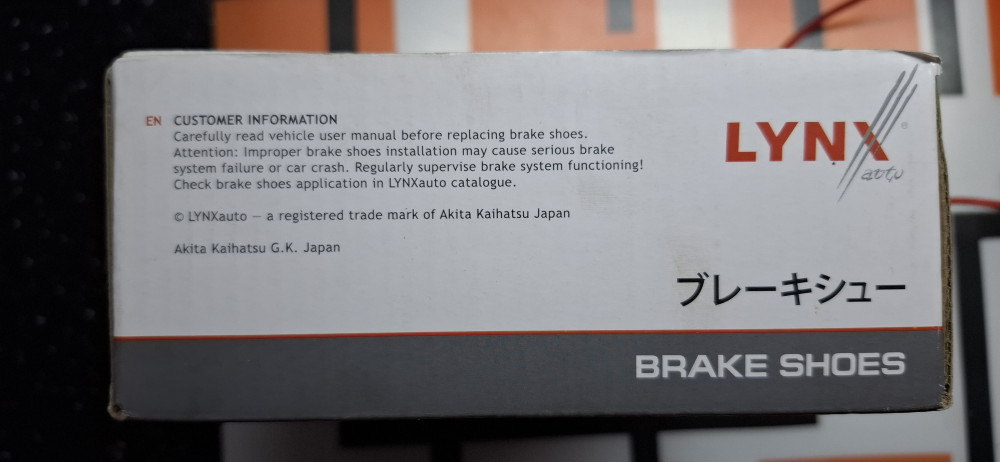 EN CUSTOMER INFORMATION
Carefully read vehicle user manual before replacing brake shoes.
Attention: Improper brake shoes installation may cause serious brake
system failure or car crash. Regularly supervise brake system functioning!
Check brake shoes application in LYNXauto catalogue.
© LYNXauto — a registered trade mark of Akita Kaihatsu Japan
Akita Kaihatsu G.K. Japan
LYNX®
auto
ブレーキシュー
BRAKE SHOES